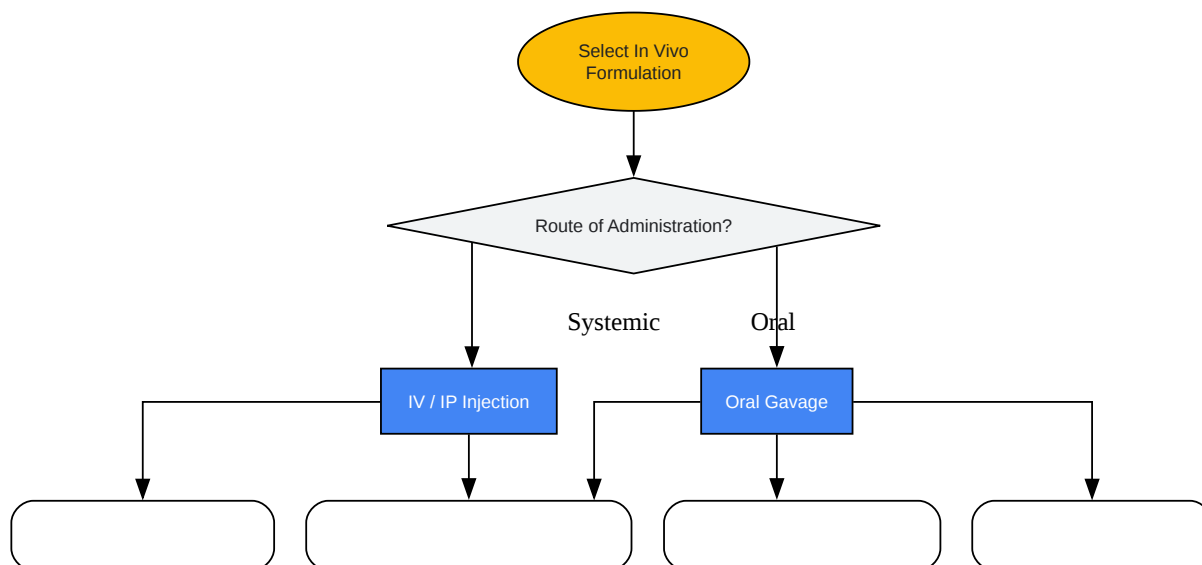 Select In Vivo
Formulation
Route of Administration?
Systemic
Oral
IV / IP Injection
Oral Gavage